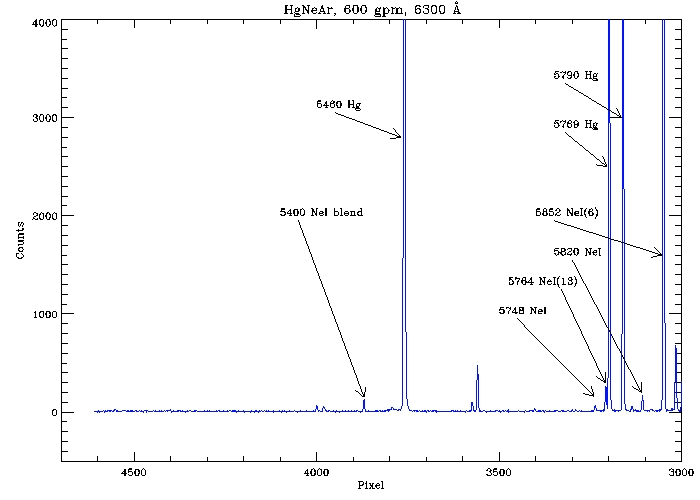 HgNeAr, 600 gpm, 6300 Å
4000
5790 Hg
5460 Hg
3000
5769 Hg
5400 NeI blend
2000
5852 NeI(6)
Counts
5820 NeI
5764 NeI(13)
1000
5748 NeI
0
4500
4000
3500
3000
Pixel